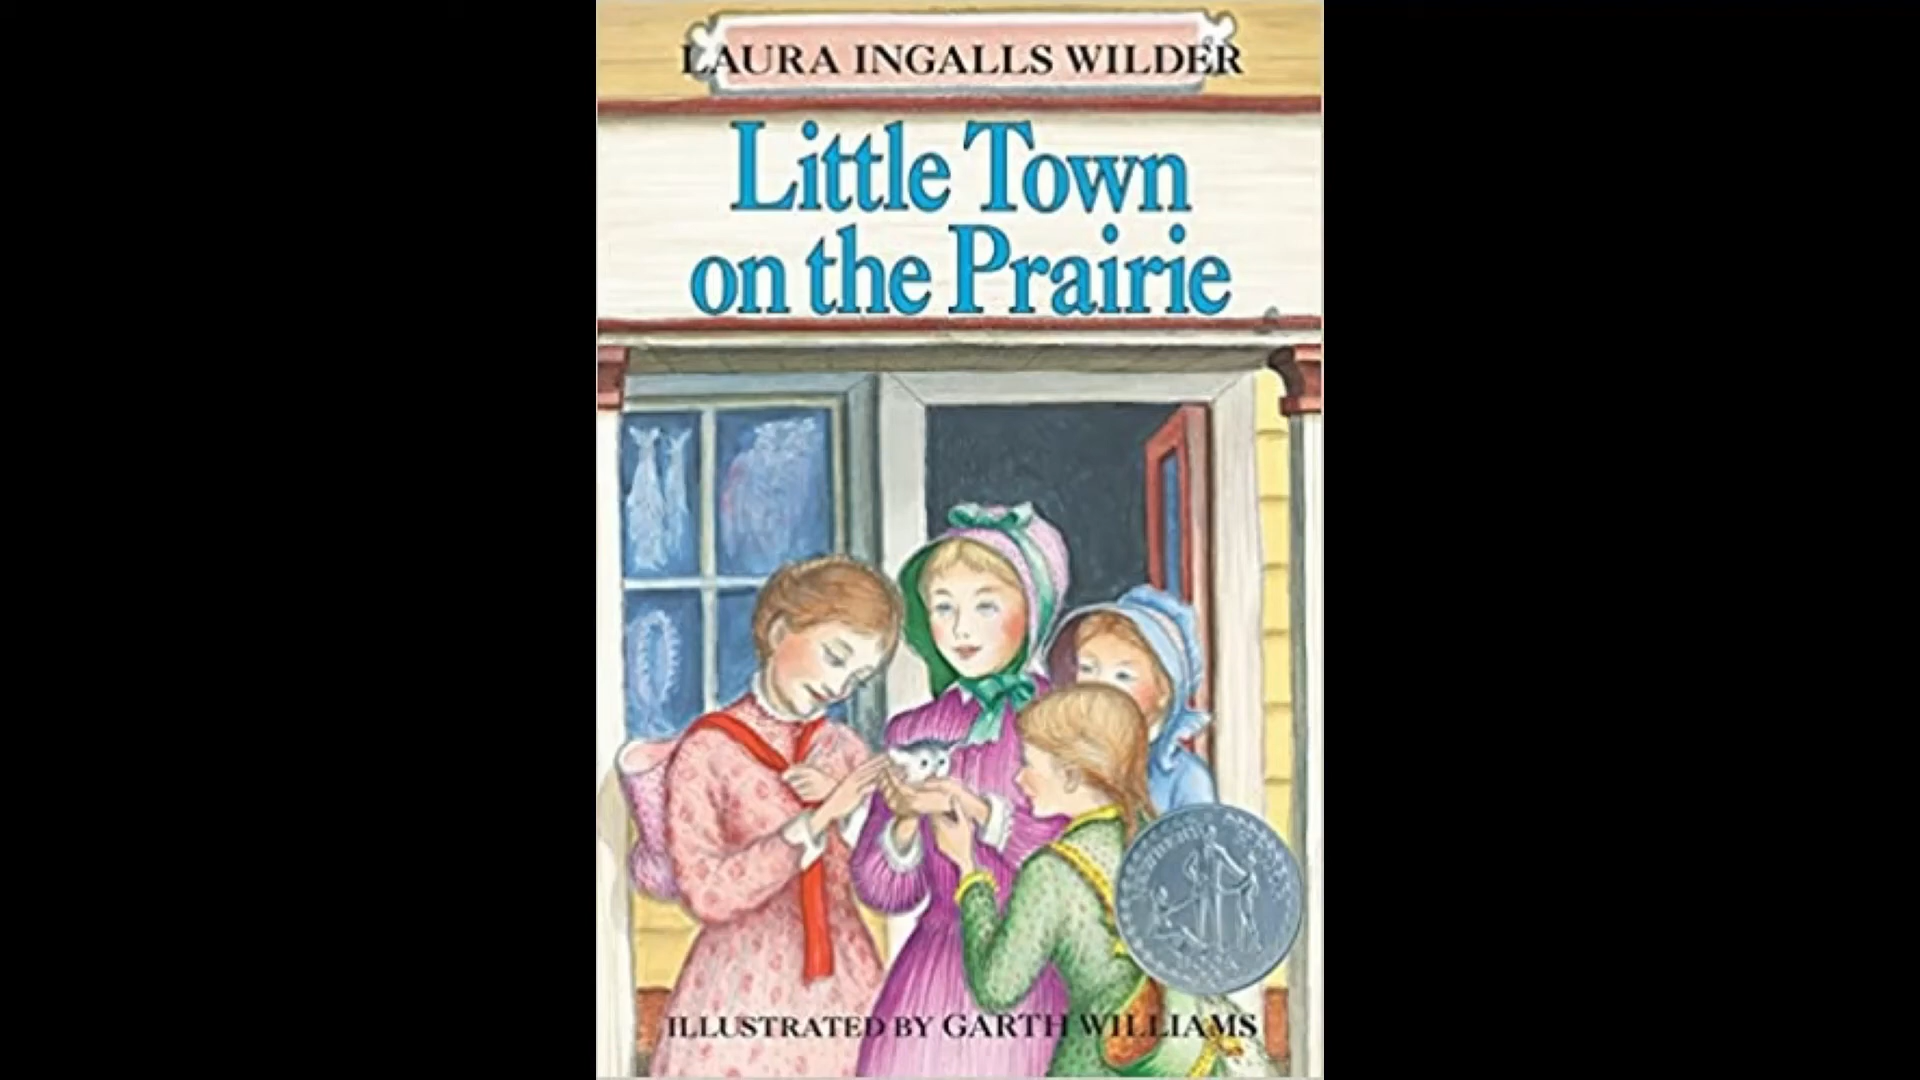 LAURA INGALLS WILDER
Little Town
on the Prairie
ILLUSTRATED BY GARTH WILLIAMS